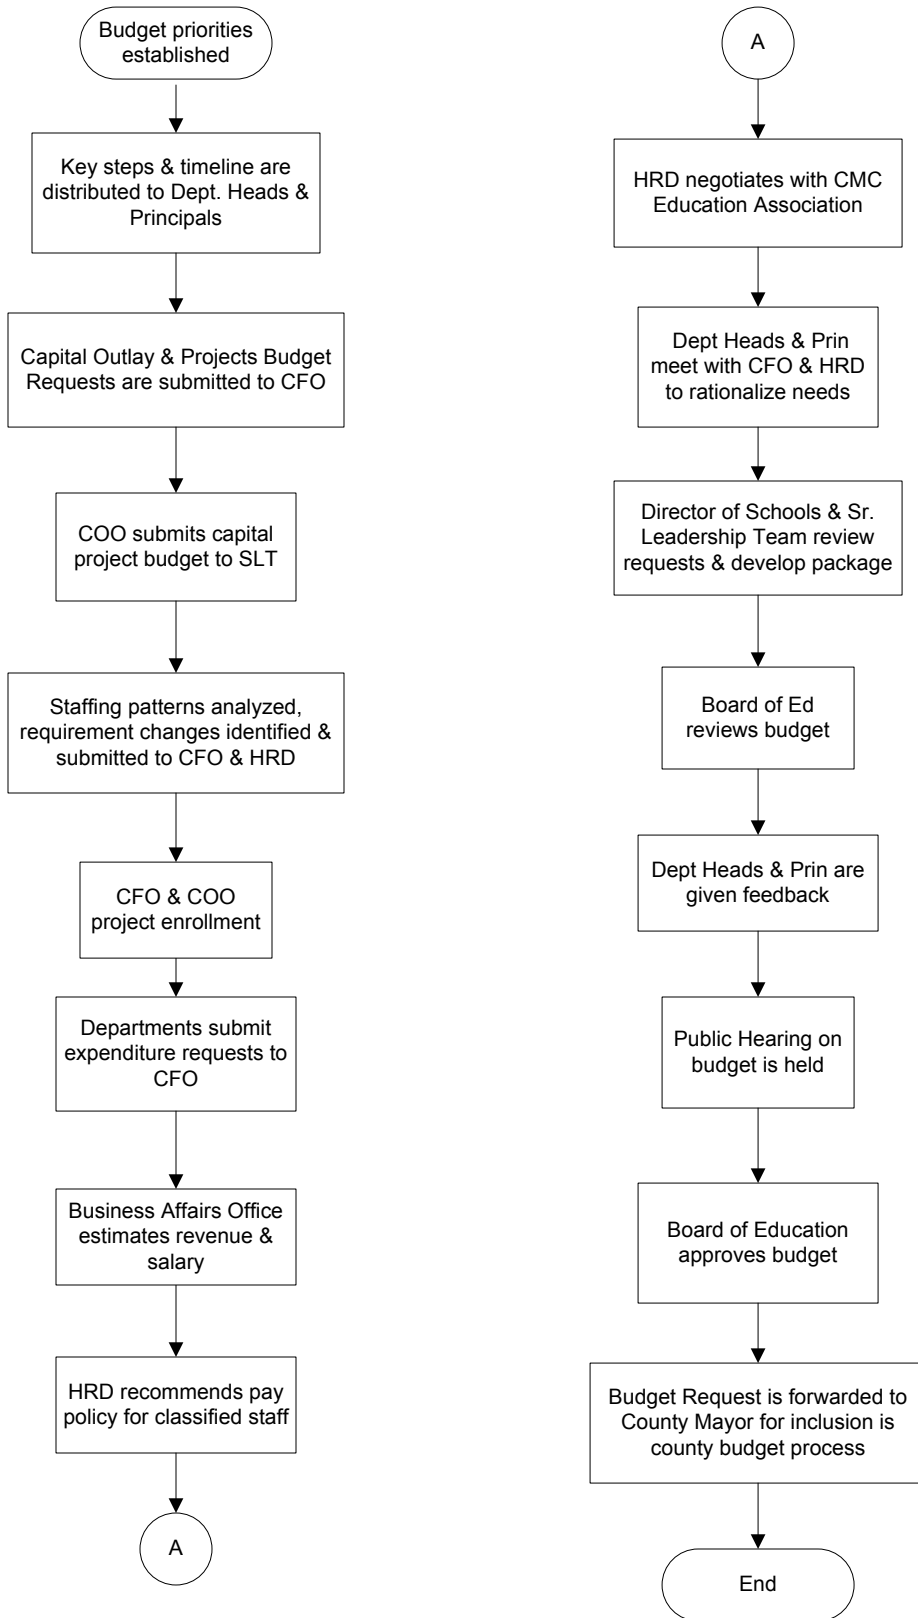 Budget priorities
established
Key steps & timeline are
distributed to Dept. Heads &
Principals
Capital Outlay & Projects Budget
Requests are submitted to CFO
COO submits capital
project budget to SLT
Staffing patterns analyzed,
requirement changes identified &
submitted to CFO & HRD
CFO & COO
project enrollment
Departments submit
expenditure requests to
CFO
Business Affairs Office
estimates revenue &
salary
HRD recommends pay
policy for classified staff
A
A
HRD negotiates with CMC
Education Association
Dept Heads & Prin
meet with CFO & HRD
to rationalize needs
Director of Schools & Sr.
Leadership Team review
requests & develop package
Board of Ed
reviews budget
Dept Heads & Prin are
given feedback
Public Hearing on
budget is held
Board of Education
approves budget
Budget Request is forwarded to
County Mayor for inclusion is
county budget process
End